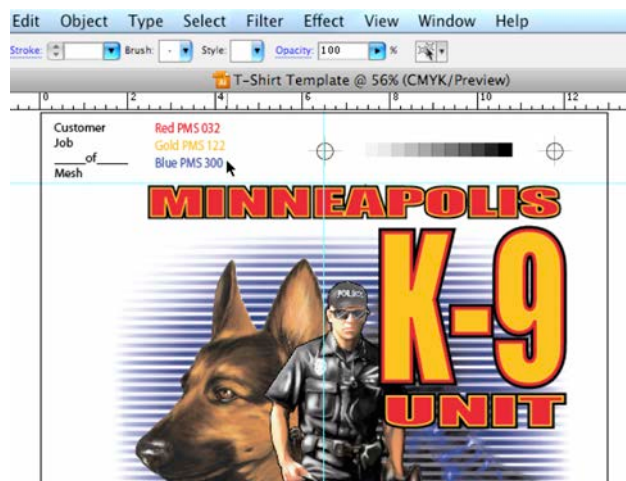 Edit Object Type Select Filter Effect View Window Help
Stroke: Brush: Style: Opacity: 100 %
T-Shirt Template @ 56% (CMYK/Preview)
0 2 4 6 8 10 12
Customer Red PMS 032
Job Gold PMS 122
____of____ Blue PMS 300
Mesh
MINNEAPOLIS
K-9
POLICE
UNIT